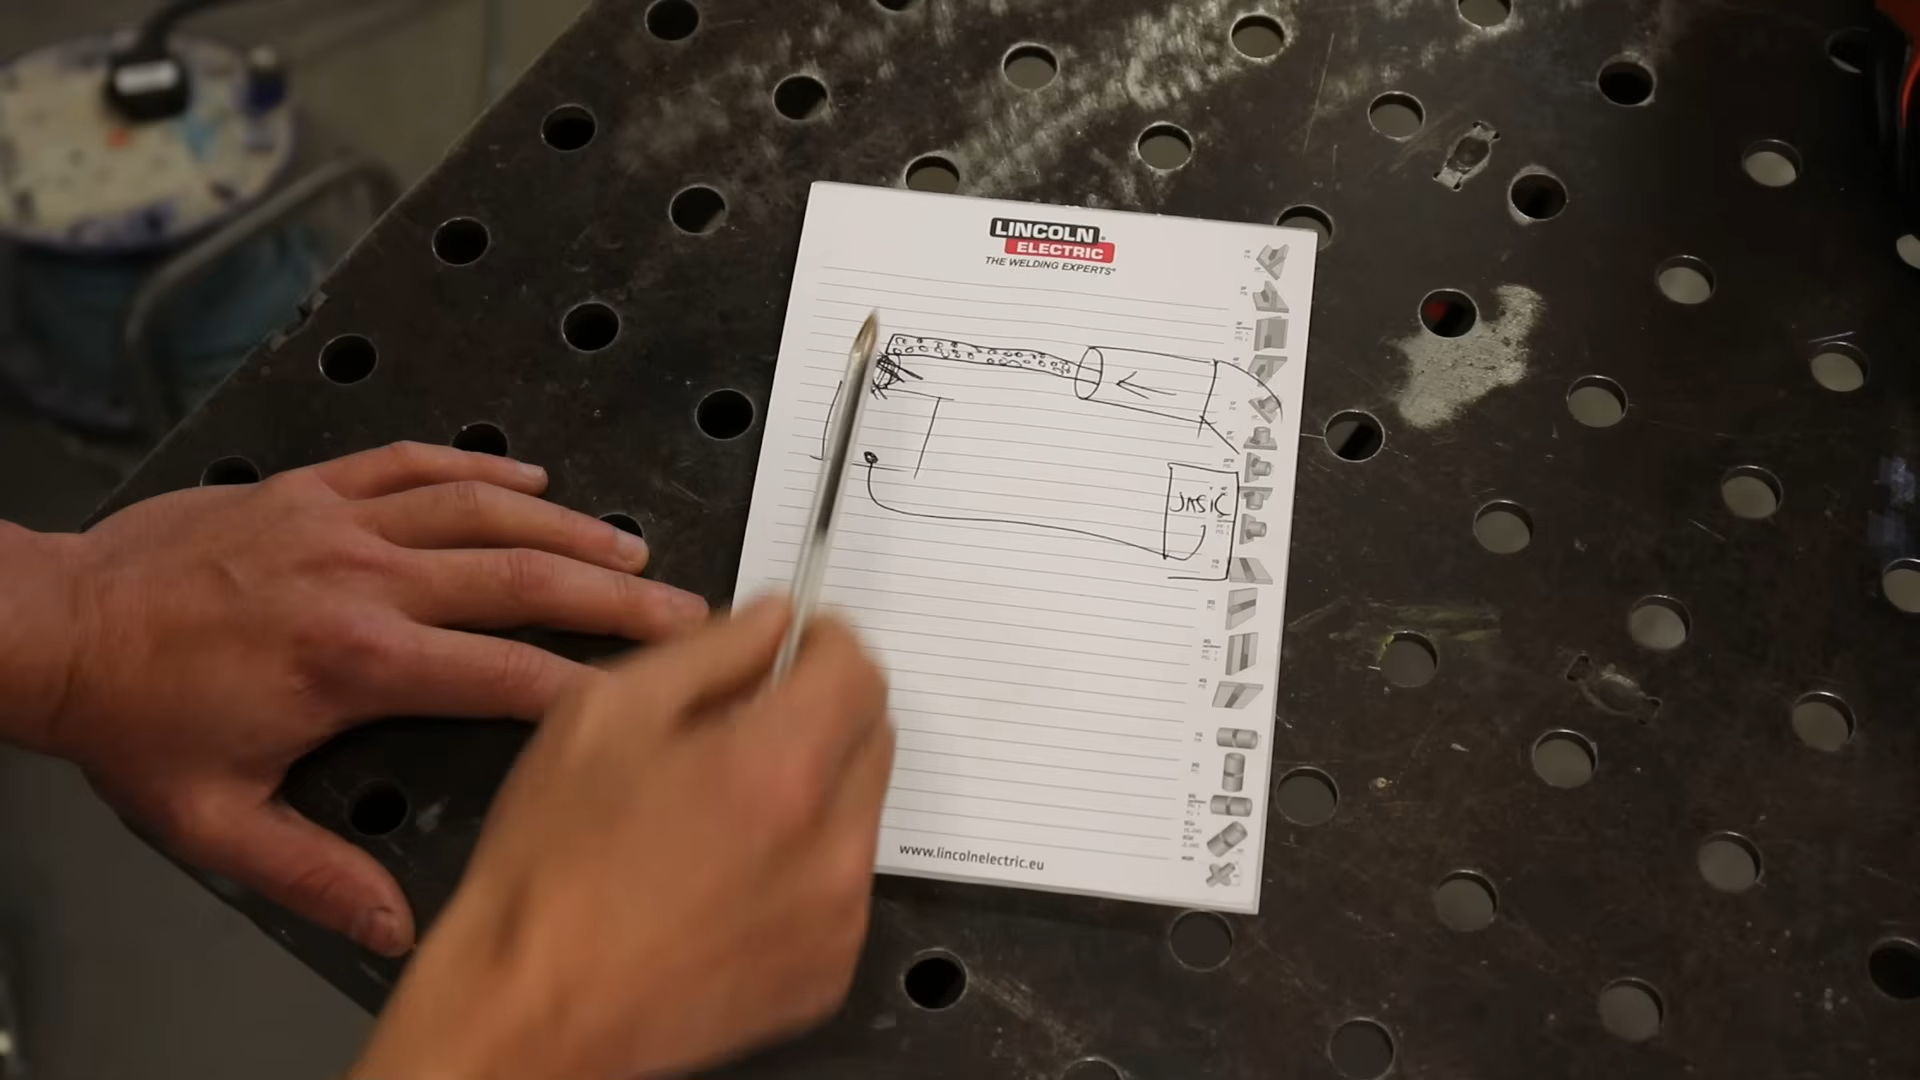 LINCOLN
ELECTRIC
THE WELDING EXPERTS®
JASIC
www.lincolnelectric.eu